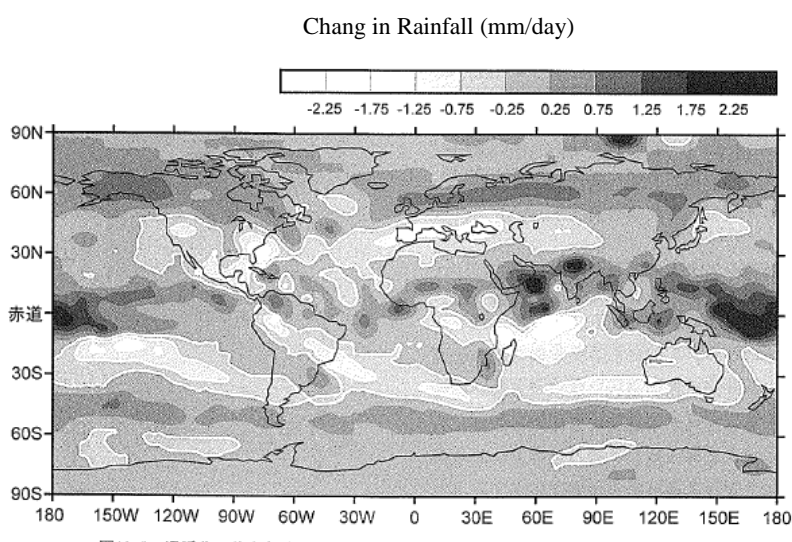 Chang in Rainfall (mm/day)
-2.25 -1.75 -1.25 -0.75 -0.25 0.25 0.75 1.25 1.75 2.25
90N
60N
30N
赤道
30S
60S
90S
180 150W 120W 90W 60W 30W 0 30E 60E 90E 120E 150E 180